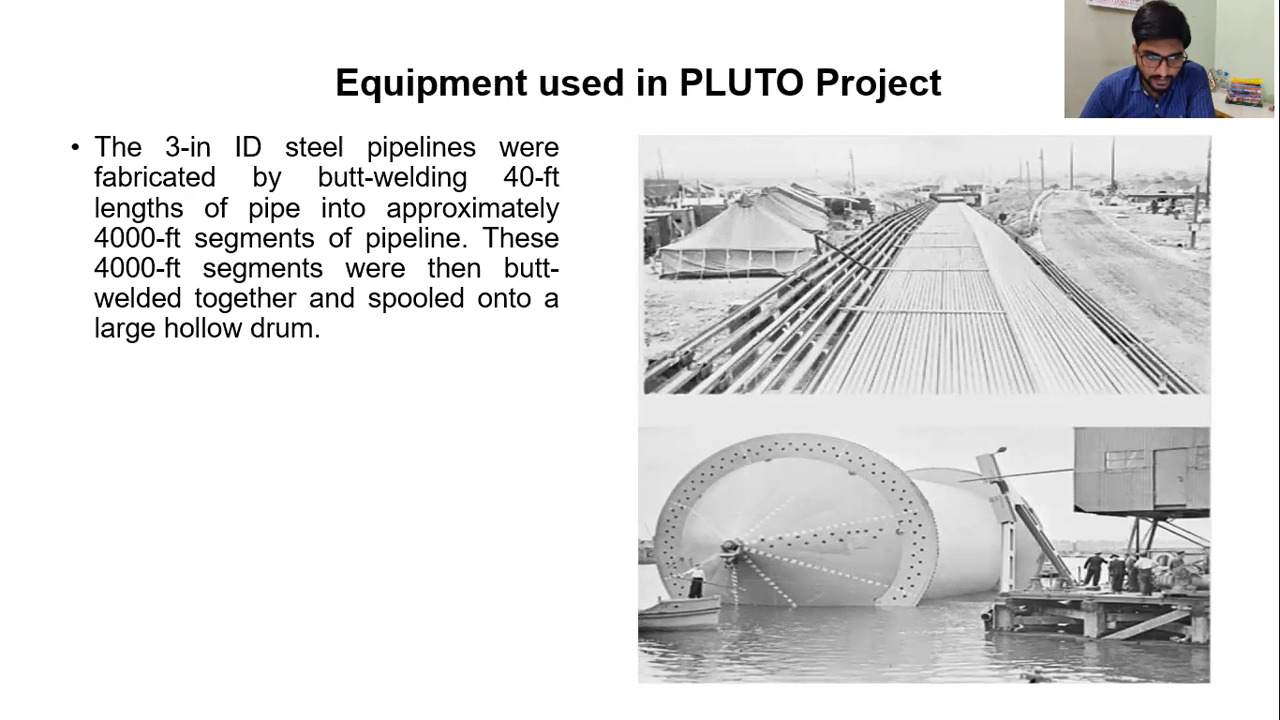 Equipment used in PLUTO Project
• The 3-in ID steel pipelines were
fabricated by butt-welding 40-ft
lengths of pipe into approximately
4000-ft segments of pipeline. These
4000-ft segments were then butt-
welded together and spooled onto a
large hollow drum.